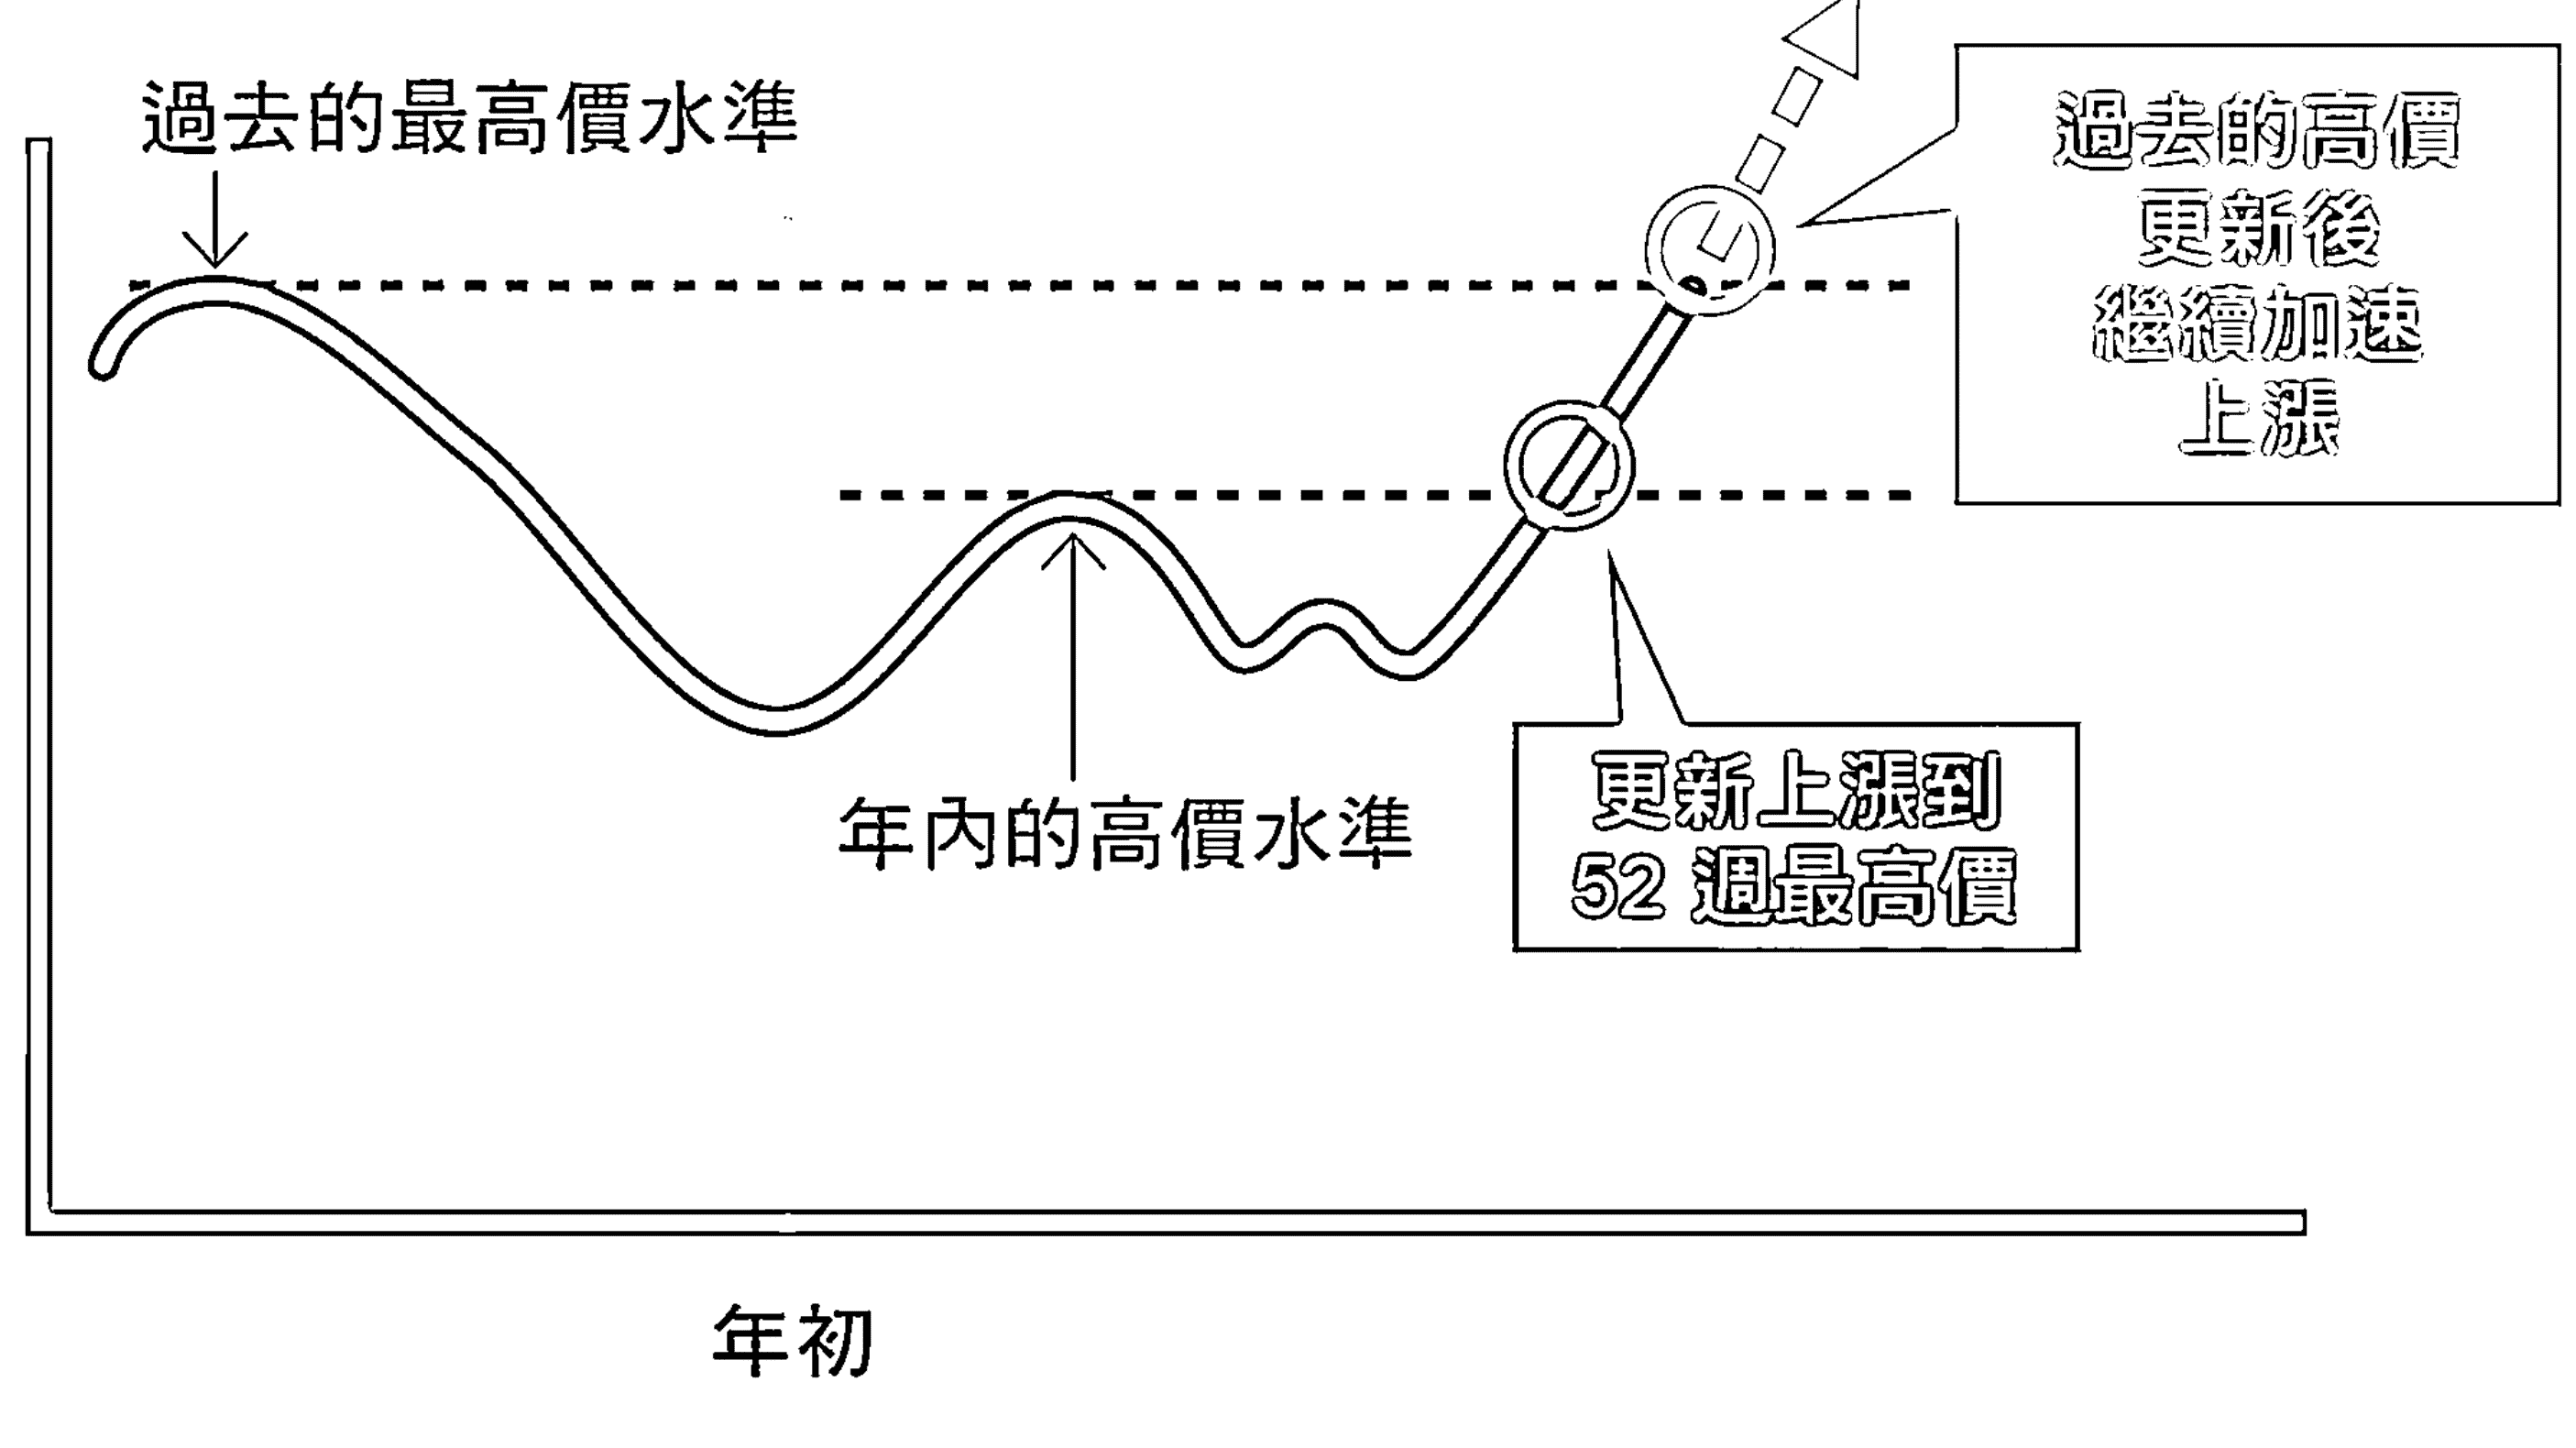 過去的最高價水準
過去的高價
更新後
繼續加速
上漲
年內的高價水準
更新上漲到
52 週最高價
年初